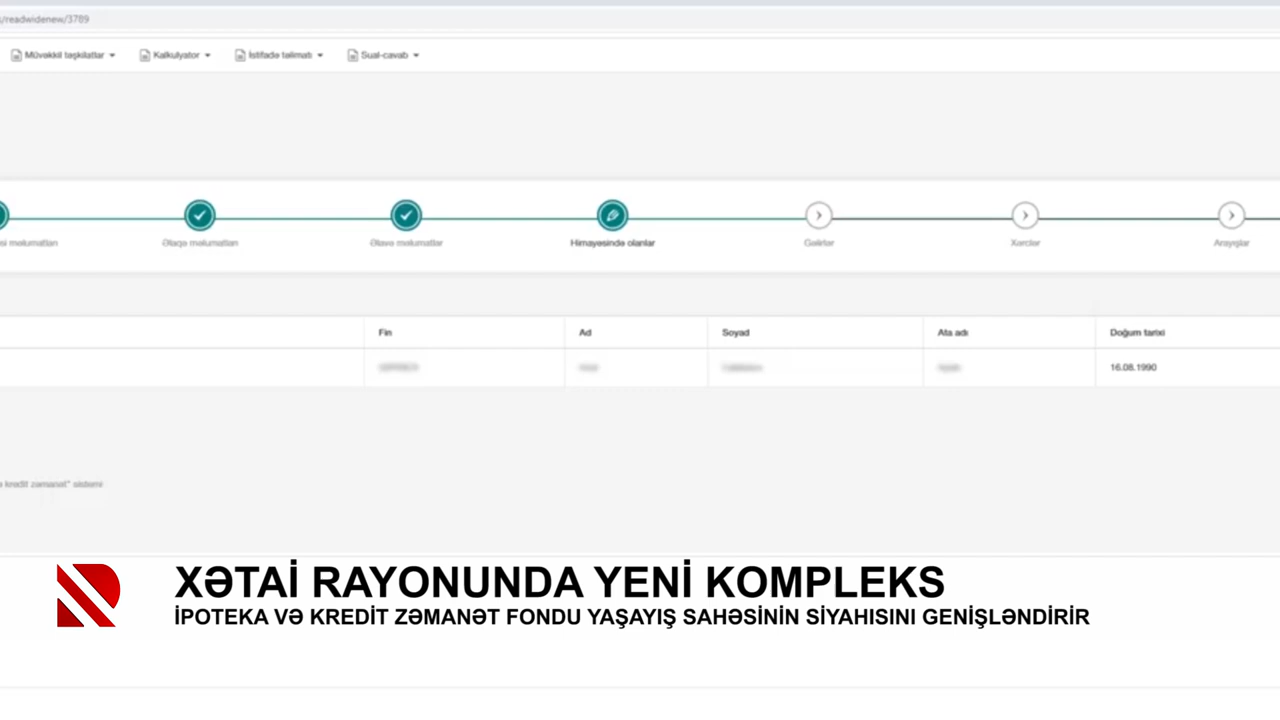 /readwidenew/3789
Müvəkkil təşkilatlar Kalkulyator İstifadə təlimatı Sual-cavab
si məlumatları Əlaqə məlumatları Əlavə məlumatlar Himayəsində olanlar Gəlirlər Xərclər Arayışlar
Fin Ad Soyad Ata adı Doğum tarixi
16.08.1990
ə kredit zəmanət" sistemi
XƏTAİ RAYONUNDA YENİ KOMPLEKS
İPOTEKA VƏ KREDİT ZƏMANƏT FONDU YAŞAYIŞ SAHƏSİNİN SİYAHISINI GENİŞLƏNDİRİR